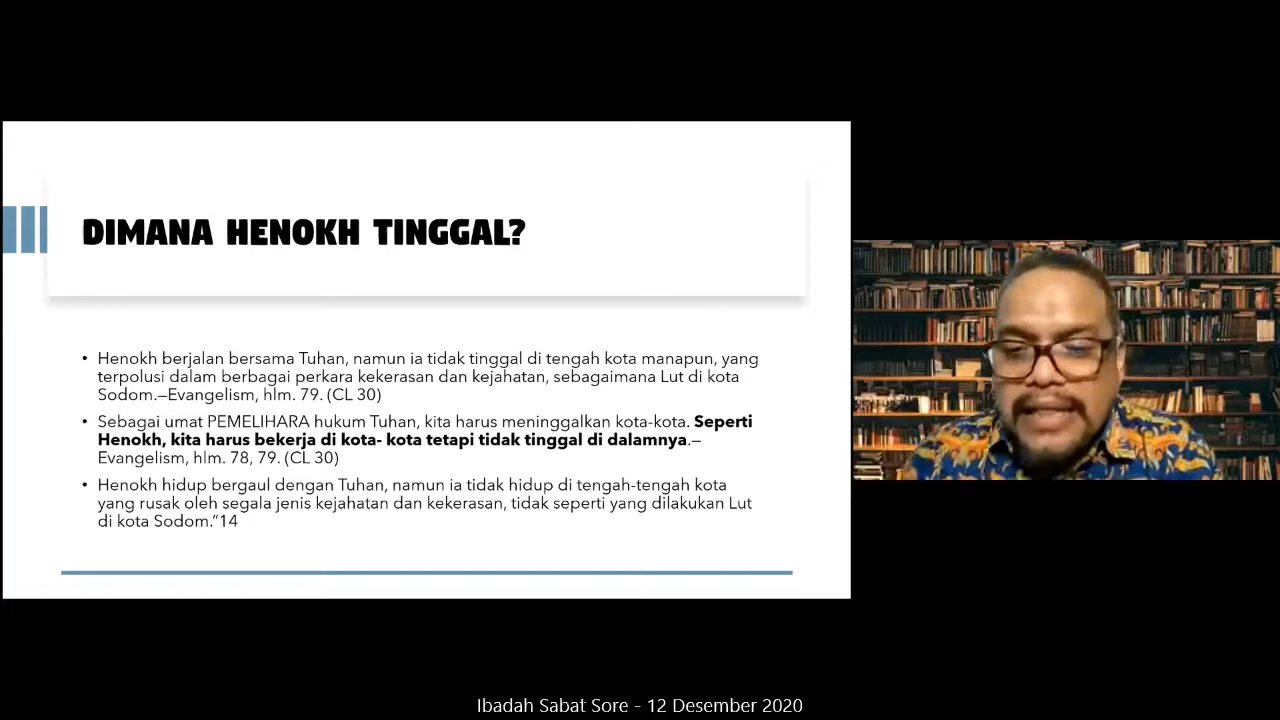 DIMANA HENOKH TINGGAL?
• Henokh berjalan bersama Tuhan, namun ia tidak tinggal di tengah kota manapun, yang
terpolusi dalam berbagai perkara kekerasan dan kejahatan, sebagaimana Lut di kota
Sodom.—Evangelism, hlm. 79. (CL 30)
• Sebagai umat PEMELIHARA hukum Tuhan, kita harus meninggalkan kota-kota. Seperti
Henokh, kita harus bekerja di kota- kota tetapi tidak tinggal di dalamnya.—
Evangelism, hlm. 78, 79. (CL 30)
• Henokh hidup bergaul dengan Tuhan, namun ia tidak hidup di tengah-tengah kota
yang rusak oleh segala jenis kejahatan dan kekerasan, tidak seperti yang dilakukan Lut
di kota Sodom.”14
Ibadah Sabat Sore - 12 Desember 2020